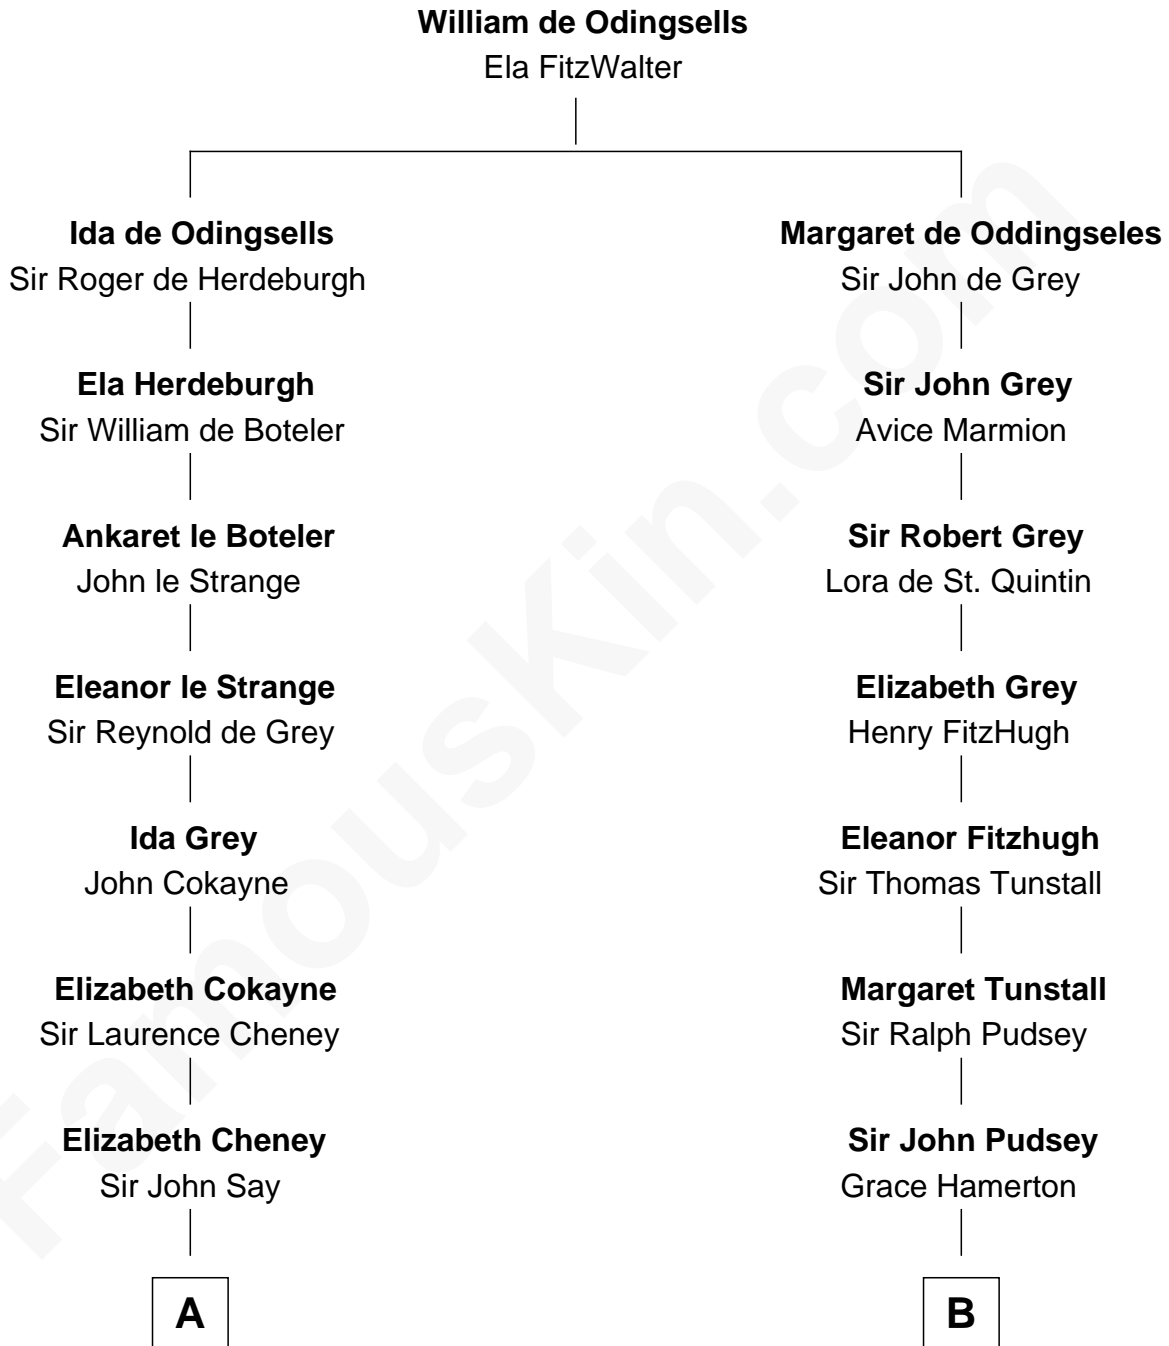 William de Odingsells
Ela FitzWalter
Ida de Odingsells
Sir Roger de Herdeburgh
Margaret de Oddingseles
Sir John de Grey
Ela Herdeburgh
Sir William de Boteler
Sir John Grey
Avice Marmion
Ankaret le Boteler
John le Strange
Sir Robert Grey
Lora de St. Quintin
Eleanor le Strange
Sir Reynold de Grey
Elizabeth Grey
Henry FitzHugh
Ida Grey
John Cokayne
Eleanor Fitzhugh
Sir Thomas Tunstall
Elizabeth Cokayne
Sir Laurence Cheney
Margaret Tunstall
Sir Ralph Pudsey
Elizabeth Cheney
Sir John Say
Sir John Pudsey
Grace Hamerton
A
B
FamousKin.com